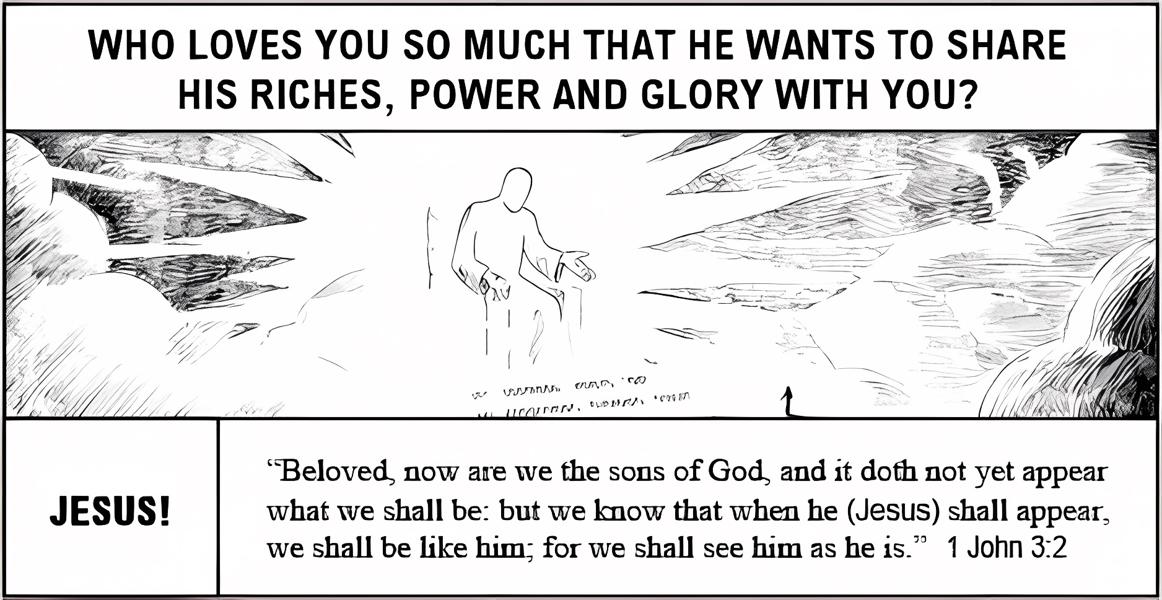 WHO LOVES YOU SO MUCH THAT HE WANTS TO SHARE
HIS RICHES, POWER AND GLORY WITH YOU?
JESUS!
“Beloved, now are we the sons of God, and it doth not yet appear
what we shall be: but we know that when he (Jesus) shall appear,
we shall be like him; for we shall see him as he is.” 1 John 3:2